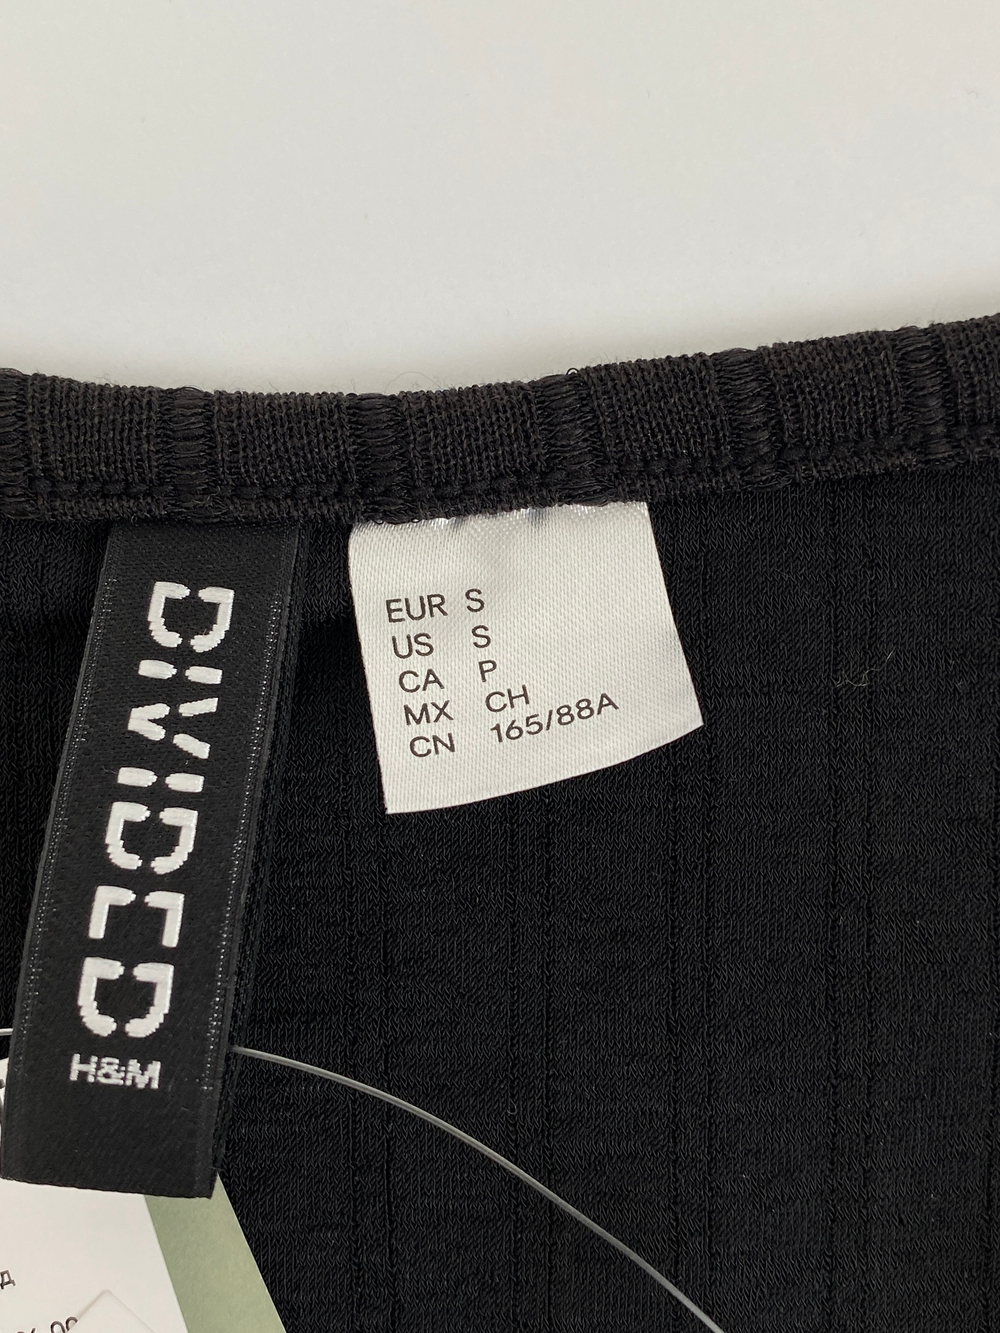 DIVIDED
H&M
EUR S
US S
CA P
MX CH
CN 165/88A